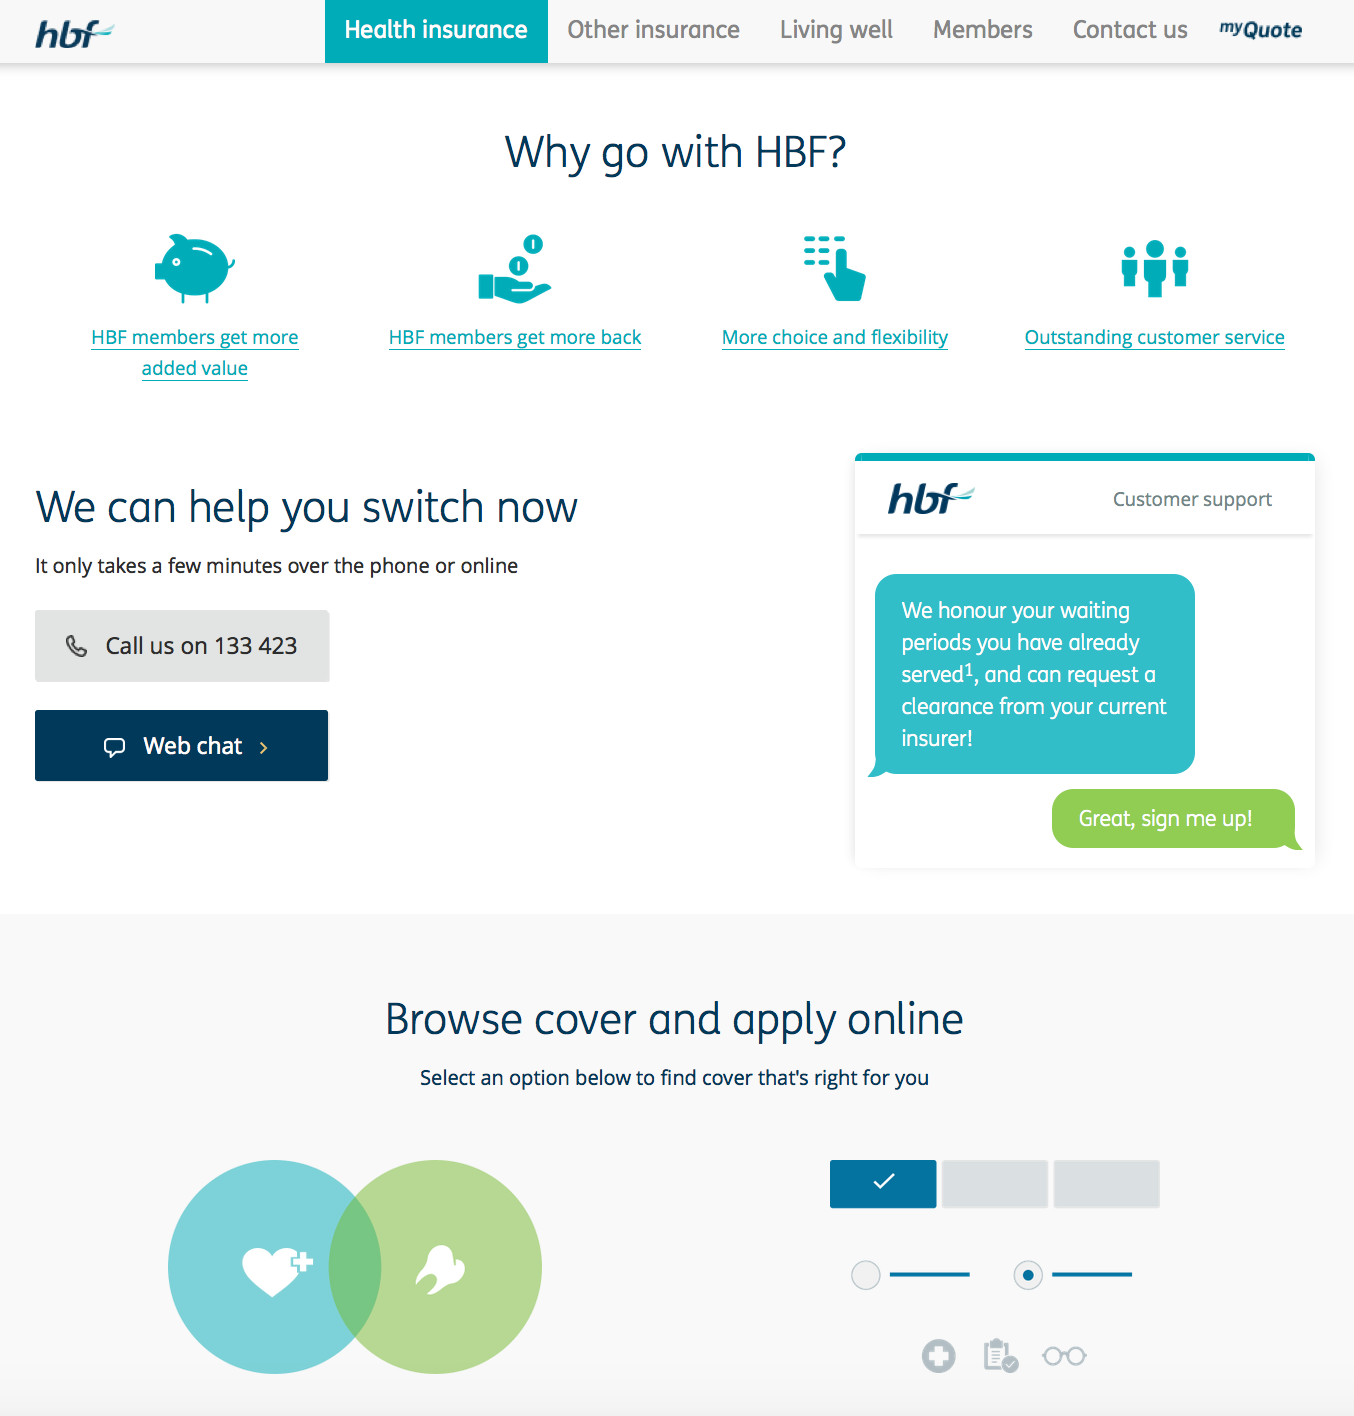 hbf
Health insurance
Other insurance
Living well
Members
Contact us
myQuote
Why go with HBF?
HBF members get more
added value
HBF members get more back
More choice and flexibility
Outstanding customer service
We can help you switch now
It only takes a few minutes over the phone or online
Call us on 133 423
Web chat
hbf
Customer support
We honour your waiting
periods you have already
served¹, and can request a
clearance from your current
insurer!
Great, sign me up!
Browse cover and apply online
Select an option below to find cover that's right for you